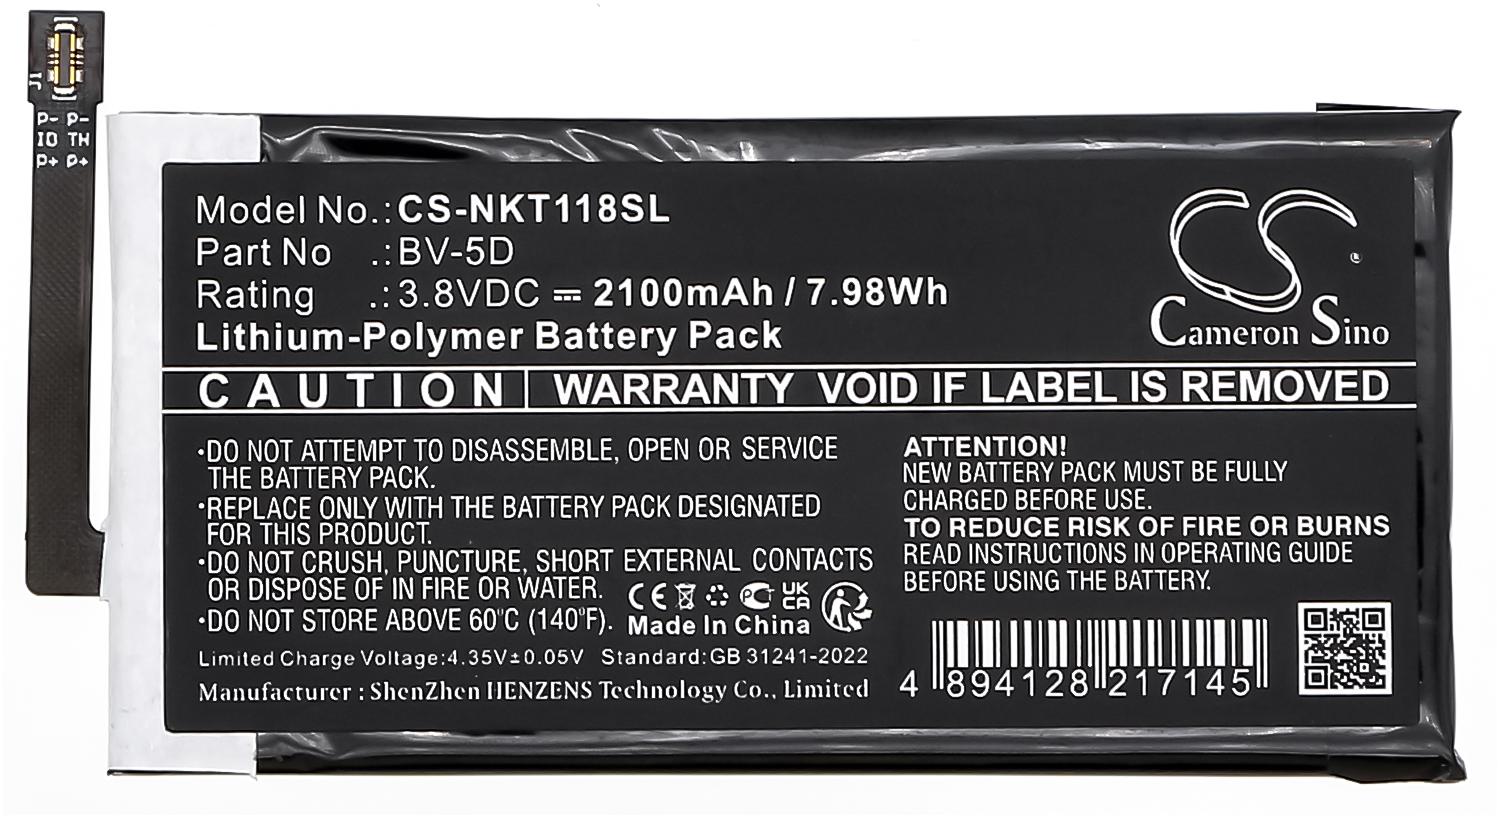 J1
P- P-
IO TH
P+ P+
Model No.: CS-NKT118SL
Part No .: BV-5D
Rating .: 3.8VDC ⎓ 2100mAh / 7.98Wh
Lithium-Polymer Battery Pack
CS
®
Cameron Sino
CAUTION WARRANTY VOID IF LABEL IS REMOVED
•DO NOT ATTEMPT TO DISASSEMBLE, OPEN OR SERVICE
THE BATTERY PACK.
•REPLACE ONLY WITH THE BATTERY PACK DESIGNATED
FOR THIS PRODUCT.
•DO NOT CRUSH, PUNCTURE, SHORT EXTERNAL CONTACTS
OR DISPOSE OF IN FIRE OR WATER.
•DO NOT STORE ABOVE 60°C (140°F).
CE PC UK
CA
Made In China
Limited Charge Voltage:4.35V±0.05V Standard:GB 31241-2022
Manufacturer : ShenZhen HENZENS Technology Co., Limited
ATTENTION!
NEW BATTERY PACK MUST BE FULLY
CHARGED BEFORE USE.
TO REDUCE RISK OF FIRE OR BURNS
READ INSTRUCTIONS IN OPERATING GUIDE
BEFORE USING THE BATTERY.
4 894128 217145